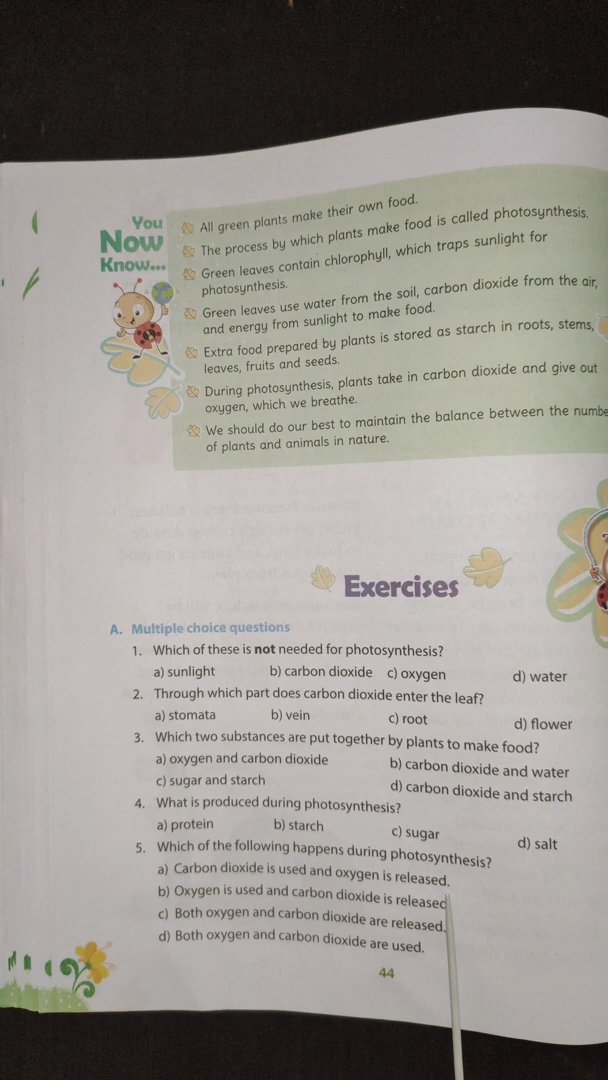 You
Now
Know...
All green plants make their own food.
The process by which plants make food is called photosynthesis.
Green leaves contain chlorophyll, which traps sunlight for
photosynthesis.
Green leaves use water from the soil, carbon dioxide from the air,
and energy from sunlight to make food.
Extra food prepared by plants is stored as starch in roots, stems,
leaves, fruits and seeds.
During photosynthesis, plants take in carbon dioxide and give out
oxygen, which we breathe.
We should do our best to maintain the balance between the numbe
of plants and animals in nature.
Exercises
A. Multiple choice questions
1. Which of these is not needed for photosynthesis?
a) sunlight b) carbon dioxide c) oxygen d) water
2. Through which part does carbon dioxide enter the leaf?
a) stomata b) vein c) root d) flower
3. Which two substances are put together by plants to make food?
a) oxygen and carbon dioxide b) carbon dioxide and water
c) sugar and starch d) carbon dioxide and starch
4. What is produced during photosynthesis?
a) protein b) starch c) sugar d) salt
5. Which of the following happens during photosynthesis?
a) Carbon dioxide is used and oxygen is released.
b) Oxygen is used and carbon dioxide is released
c) Both oxygen and carbon dioxide are released.
d) Both oxygen and carbon dioxide are used.
44